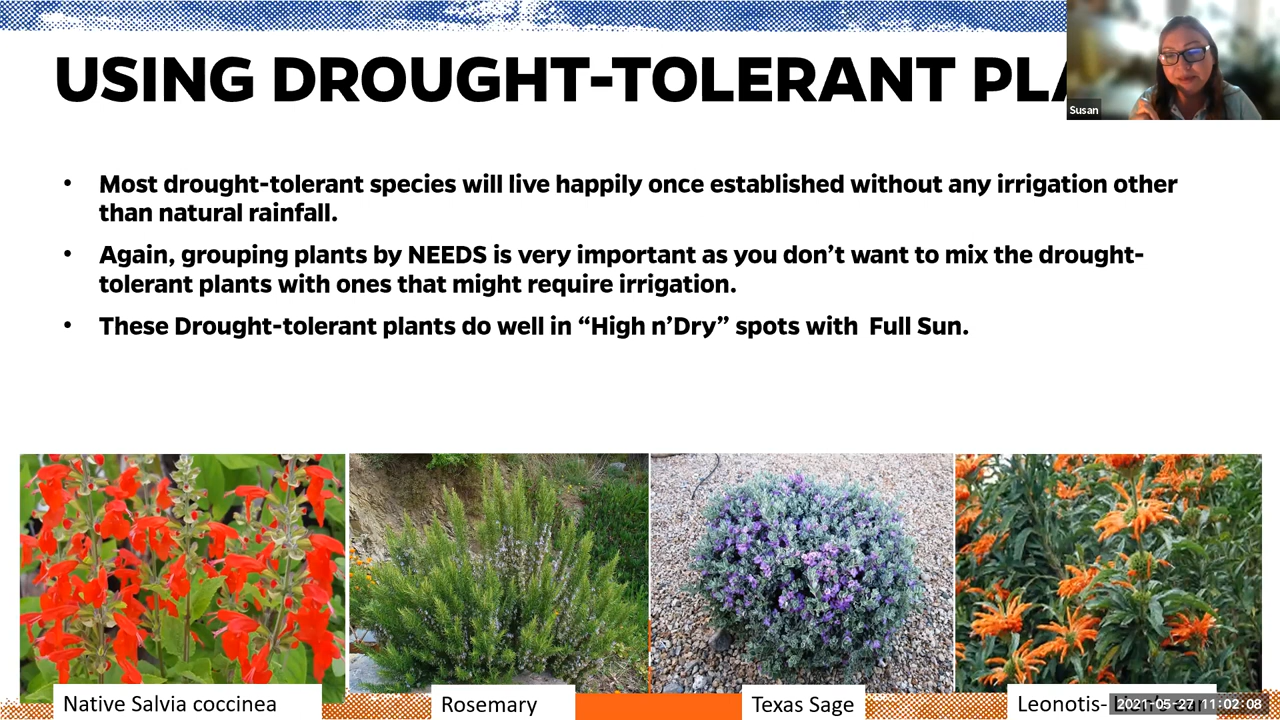 USING DROUGHT-TOLERANT
Susan
• Most drought-tolerant species will live happily once established without any irrigation other
than natural rainfall.
• Again, grouping plants by NEEDS is very important as you don’t want to mix the drought-
tolerant plants with ones that might require irrigation.
• These Drought-tolerant plants do well in “High n’Dry” spots with Full Sun.
Native Salvia coccinea
Rosemary
Texas Sage
Leonotis-
2021-05-27 11:02:08